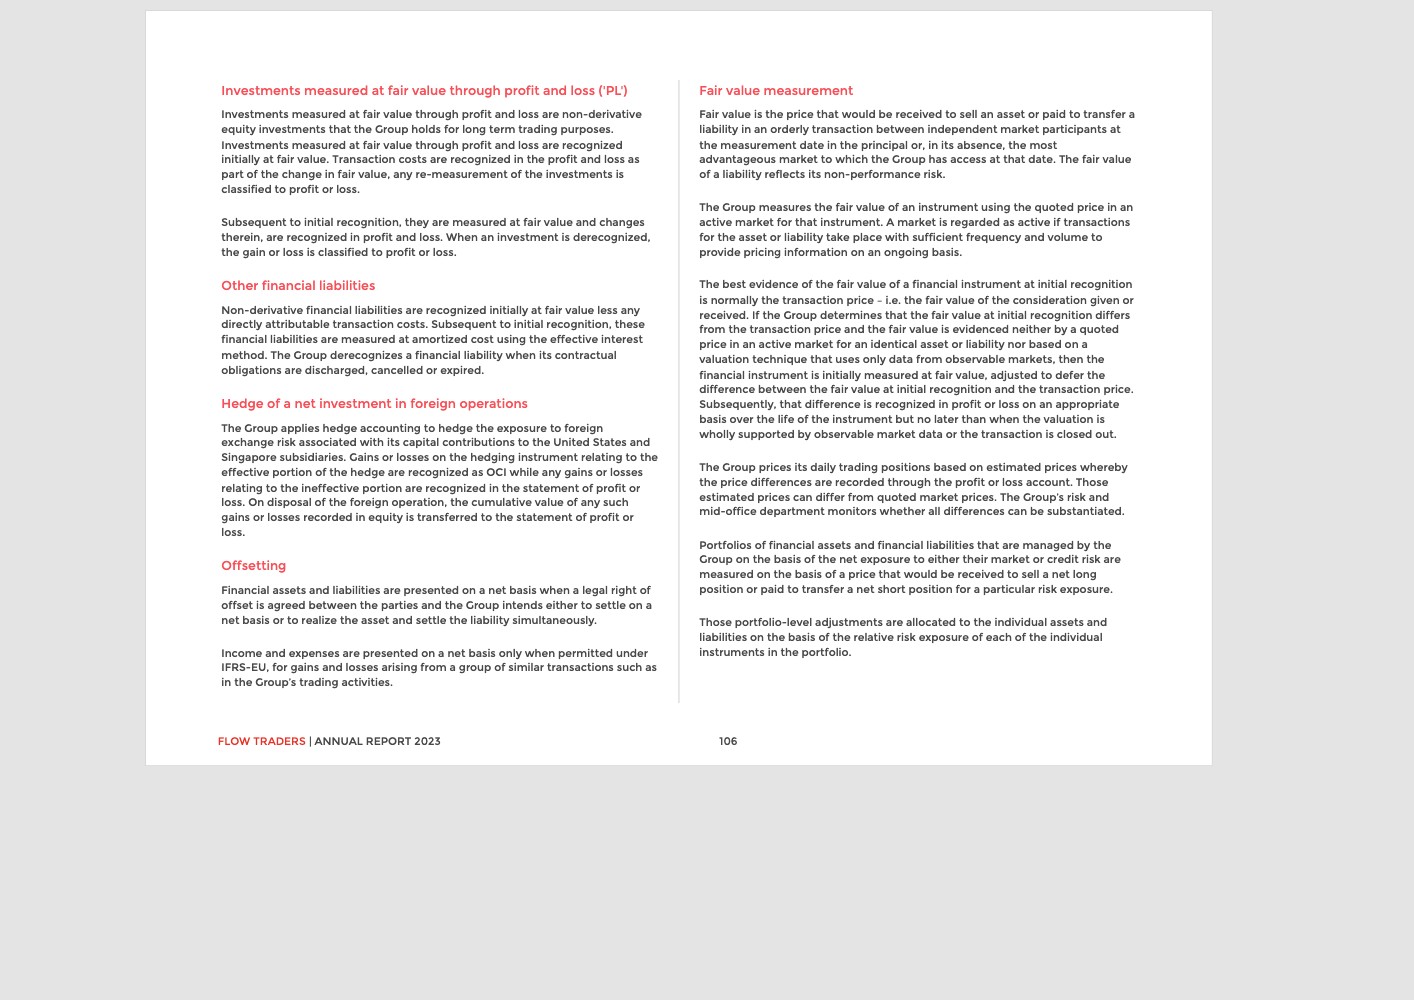 Investments measured at fair value through profit and loss ('PL')
Investments measured at fair value through profit and loss are non-derivative
equity investments that the Group holds for long term trading purposes.
Investments measured at fair value through profit and loss are recognized
initially at fair value. Transaction costs are recognized in the profit and loss as
part of the change in fair value, any re-measurement of the investments is
classified to profit or loss.
Subsequent to initial recognition, they are measured at fair value and changes
therein, are recognized in profit and loss. When an investment is derecognized,
the gain or loss is classified to profit or loss.
Other financial liabilities
Non-derivative financial liabilities are recognized initially at fair value less any
directly attributable transaction costs. Subsequent to initial recognition, these
financial liabilities are measured at amortized cost using the effective interest
method. The Group derecognizes a financial liability when its contractual
obligations are discharged, cancelled or expired.
Hedge of a net investment in foreign operations
The Group applies hedge accounting to hedge the exposure to foreign
exchange risk associated with its capital contributions to the United States and
Singapore subsidiaries. Gains or losses on the hedging instrument relating to the
effective portion of the hedge are recognized as OCI while any gains or losses
relating to the ineffective portion are recognized in the statement of profit or
loss. On disposal of the foreign operation, the cumulative value of any such
gains or losses recorded in equity is transferred to the statement of profit or
loss.
Offsetting
Financial assets and liabilities are presented on a net basis when a legal right of
offset is agreed between the parties and the Group intends either to settle on a
net basis or to realize the asset and settle the liability simultaneously.
Income and expenses are presented on a net basis only when permitted under
IFRS-EU, for gains and losses arising from a group of similar transactions such as
in the Group's trading activities.
Fair value measurement
Fair value is the price that would be received to sell an asset or paid to transfer a
liability in an orderly transaction between independent market participants at
the measurement date in the principal or, in its absence, the most
advantageous market to which the Group has access at that date. The fair value
of a liability reflects its non-performance risk.
The Group measures the fair value of an instrument using the quoted price in an
active market for that instrument. A market is regarded as active if transactions
for the asset or liability take place with sufficient frequency and volume to
provide pricing information on an ongoing basis.
The best evidence of the fair value of a financial instrument at initial recognition
is normally the transaction price – i.e. the fair value of the consideration given or
received. If the Group determines that the fair value at initial recognition differs
from the transaction price and the fair value is evidenced neither by a quoted
price in an active market for an identical asset or liability nor based on a
valuation technique that uses only data from observable markets, then the
financial instrument is initially measured at fair value, adjusted to defer the
difference between the fair value at initial recognition and the transaction price.
Subsequently, that difference is recognized in profit or loss on an appropriate
basis over the life of the instrument but no later than when the valuation is
wholly supported by observable market data or the transaction is closed out.
The Group prices its daily trading positions based on estimated prices whereby
the price differences are recorded through the profit or loss account. Those
estimated prices can differ from quoted market prices. The Group's risk and
mid-office department monitors whether all differences can be substantiated.
Portfolios of financial assets and financial liabilities that are managed by the
Group on the basis of the net exposure to either their market or credit risk are
measured on the basis of a price that would be received to sell a net long
position or paid to transfer a net short position for a particular risk exposure.
Those portfolio-level adjustments are allocated to the individual assets and
liabilities on the basis of the relative risk exposure of each of the individual
instruments in the portfolio.
FLOW TRADERS | ANNUAL REPORT 2023
106